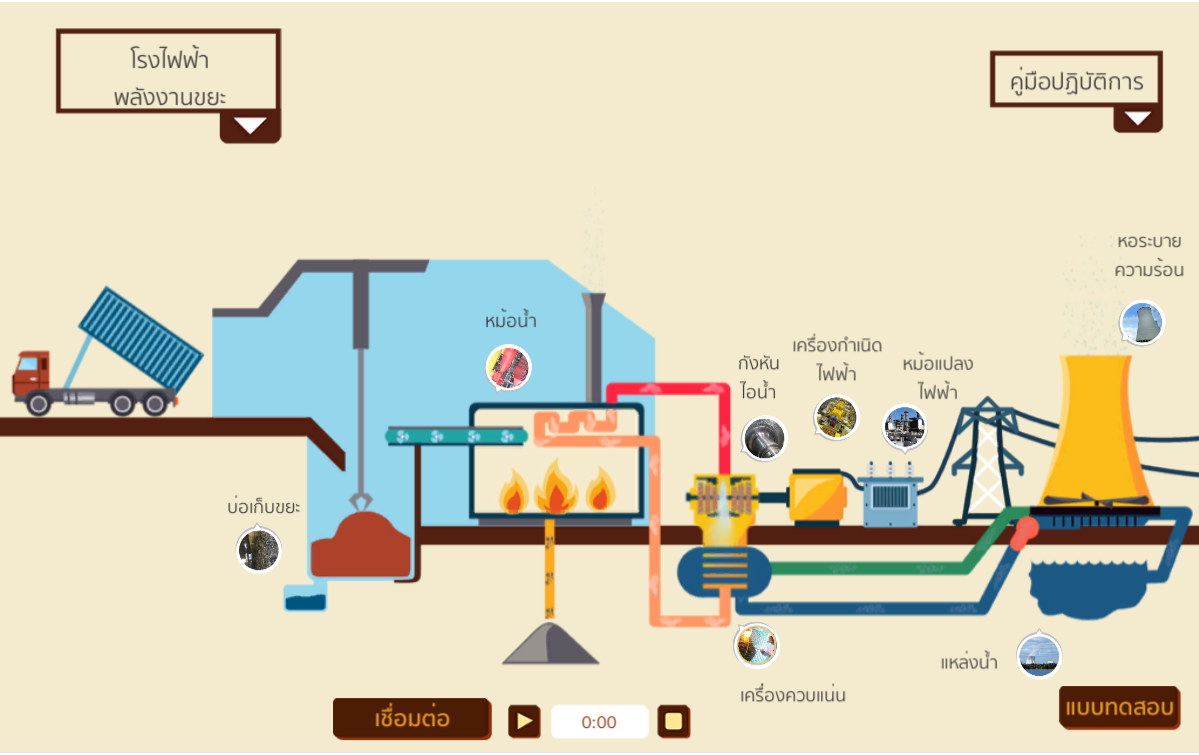 โรงไฟฟ้า
พลังงานขยะ
คู่มือปฏิบัติการ
หอระบาย
ความร้อน
หม้อน้ำ
กังหัน
ไอน้ำ
เครื่องกำเนิด
ไฟฟ้า
หม้อแปลง
ไฟฟ้า
บ่อเก็บขยะ
แหล่งน้ำ
เครื่องควบแน่น
เชื่อมต่อ
0:00
แบบทดสอบ